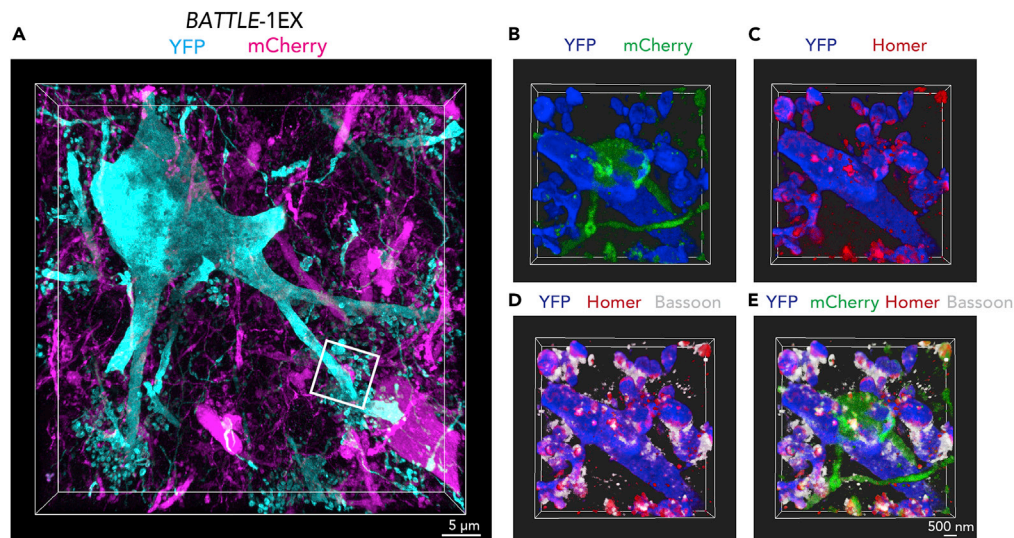 BATTLE-1EX
A
YFP mCherry
B
YFP mCherry
C
YFP Homer
D
YFP Homer Bassoon
E
YFP mCherry Homer Bassoon
5 µm
500 nm